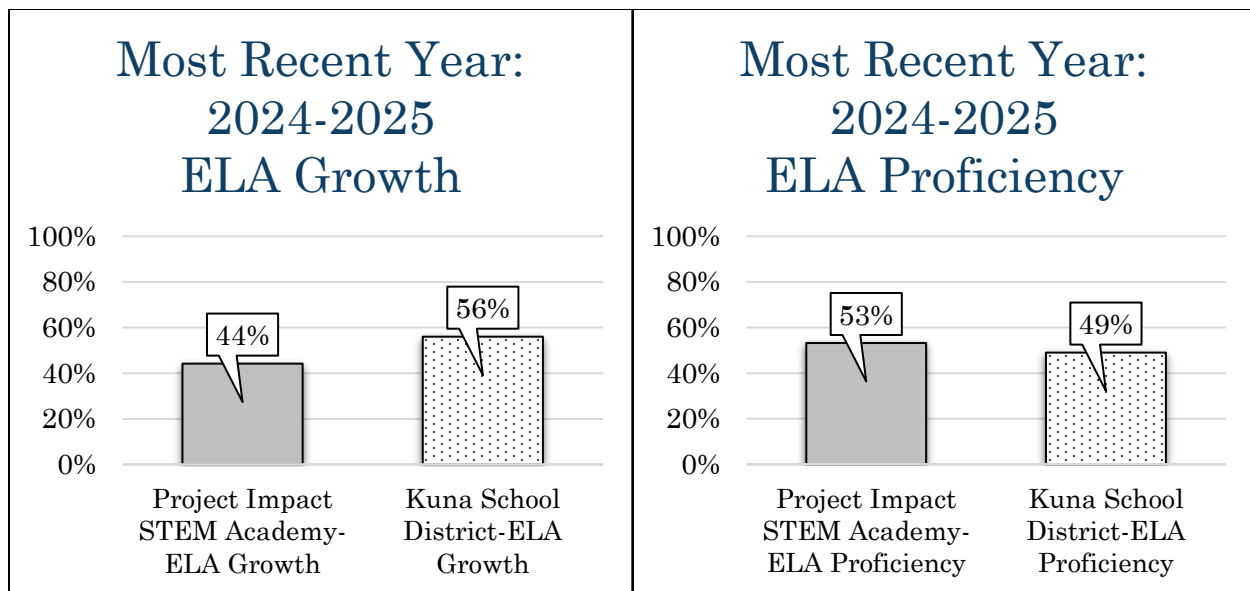 Most Recent Year:
2024-2025
ELA Growth
100%
80%
60%
40%
20%
0%
44%
56%
Project Impact
STEM Academy-
ELA Growth
Kuna School
District-ELA
Growth
Most Recent Year:
2024-2025
ELA Proficiency
100%
80%
60%
40%
20%
0%
53%
49%
Project Impact
STEM Academy-
ELA Proficiency
Kuna School
District-ELA
Proficiency